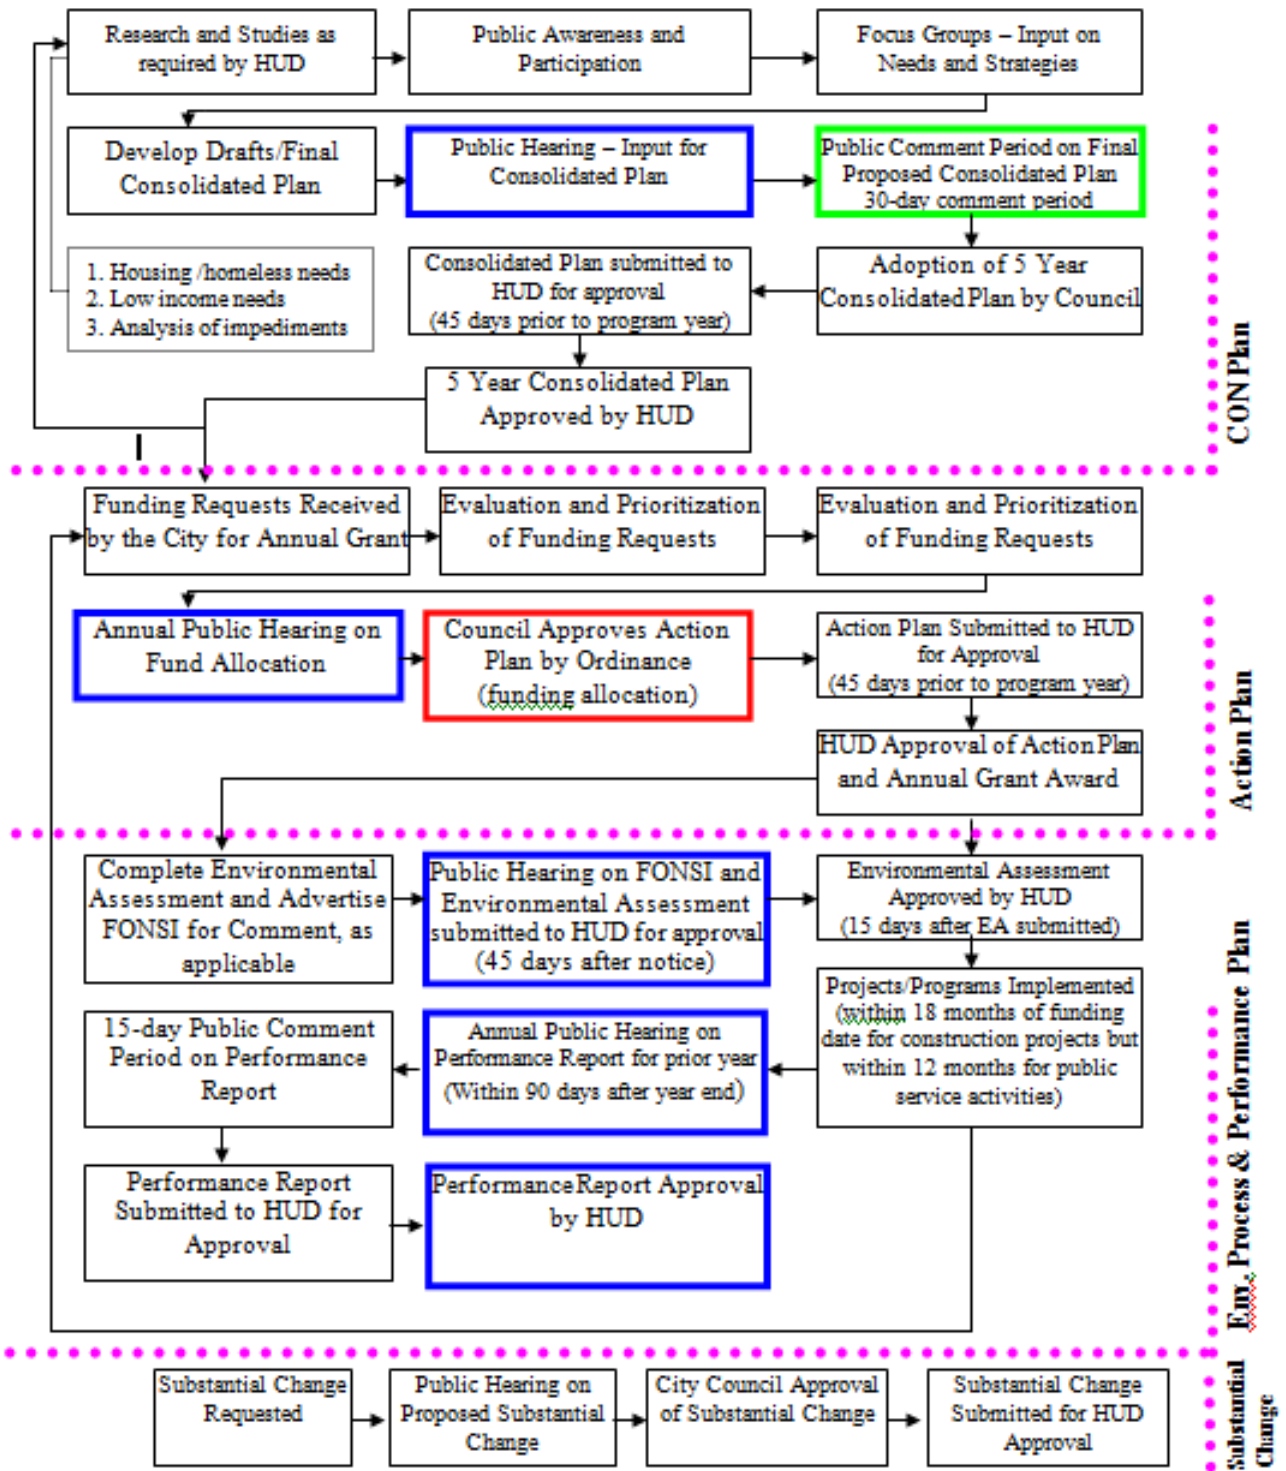 Research and Studies as
required by HUD
Public Awareness and
Participation
Focus Groups – Input on
Needs and Strategies
Develop Drafts/Final
Consolidated Plan
Public Hearing – Input for
Consolidated Plan
Public Comment Period on Final
Proposed Consolidated Plan
30-day comment period
1. Housing /homeless needs
2. Low income needs
3. Analysis of impediments
Consolidated Plan submitted to
HUD for approval
(45 days prior to program year)
Adoption of 5 Year
Consolidated Plan by Council
5 Year Consolidated Plan
Approved by HUD
CON Plan
Funding Requests Received
by the City for Annual Grant
Evaluation and Prioritization
of Funding Requests
Evaluation and Prioritization
of Funding Requests
Annual Public Hearing on
Fund Allocation
Council Approves Action
Plan by Ordinance
(funding allocation)
Action Plan Submitted to HUD
for Approval
(45 days prior to program year)
HUD Approval of Action Plan
and Annual Grant Award
Action Plan
Complete Environmental
Assessment and Advertise
FONSI for Comment, as
applicable
Public Hearing on FONSI and
Environmental Assessment
submitted to HUD for approval
(45 days after notice)
Environmental Assessment
Approved by HUD
(15 days after EA submitted)
Projects/Programs Implemented
(within 18 months of funding
date for construction projects but
within 12 months for public
service activities)
15-day Public Comment
Period on Performance
Report
Annual Public Hearing on
Performance Report for prior year
(Within 90 days after year end)
Performance Report
Submitted to HUD for
Approval
Performance Report Approval
by HUD
Env. Process & Performance Plan
Substantial Change
Requested
Public Hearing on
Proposed Substantial
Change
City Council Approval
of Substantial Change
Substantial Change
Submitted for HUD
Approval
Substantial
Change